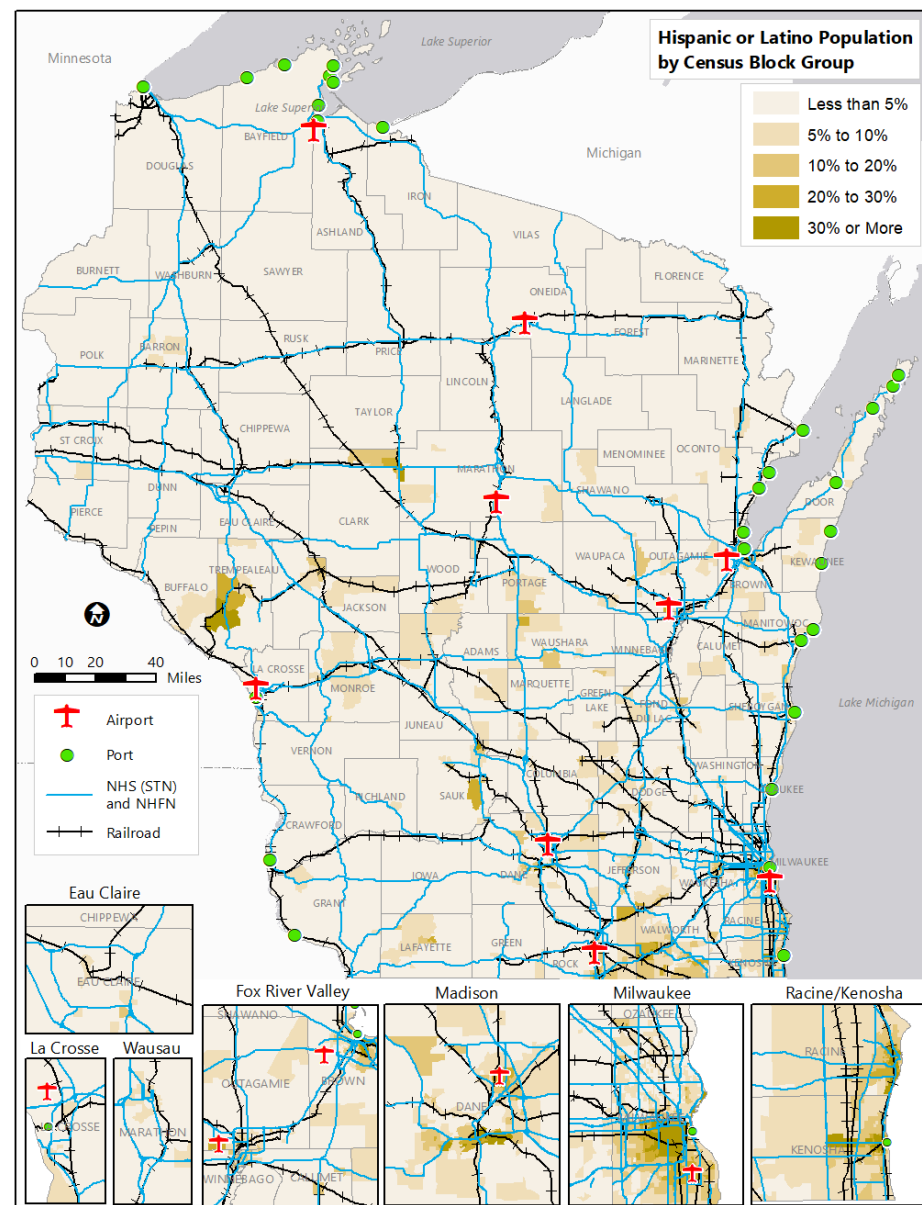 Minnesota
Lake Superior
Hispanic or Latino Population
by Census Block Group
Less than 5%
5% to 10%
10% to 20%
20% to 30%
30% or More
Lake Superior
Michigan
BAYFIELD
DOUGLAS
IRON
ASHLAND
VILAS
BURNETT
WASHBURN
SAWYER
FLORENCE
ONEIDA
FOREST
RUSK
BARRON
PRICE
POLK
MARINETTE
LINCOLN
LANGLADE
TAYLOR
CHIPPEWA
ST CROIX
OCONTO
MENOMINEE
MARATHON
DUNN
SHAWANO
DOOR
PIERCE
EAU CLAIRE
CLARK
PEPIN
WAUPACA
OUTAGAMIE
KEWAUNEE
TREMPEALEAU
WOOD
PORTAGE
BROWN
BUFFALO
JACKSON
MANITOWOC
N
WAUSHARA
WINNEBAGO
CALUMET
ADAMS
0 10 20 40
Miles
LA CROSSE
MONROE
MARQUETTE
GREEN
LAKE
FOND
DU LAC
SHEBOYGAN
Lake Michigan
Airport
Port
NHS (STN)
and NHFN
Railroad
JUNEAU
VERNON
WASHINGTON
COLUMBIA
DODGE
SAUK
RICHLAND
CRAWFORD
MILWAUKEE
DANE
JEFFERSON
WAUKESHA
IOWA
GRANT
RACINE
WALWORTH
LAFAYETTE
GREEN
ROCK
KENOSHA
Eau Claire
CHIPPEWA
EAU CLAIRE
Fox River Valley
Madison
Milwaukee
Racine/Kenosha
SHAWANO
OUTAGAMIE
BROWN
WINNEBAGO
CALUMET
DANE
OZAUKEE
RACINE
KENOSHA
La Crosse
Wausau
MARATHON